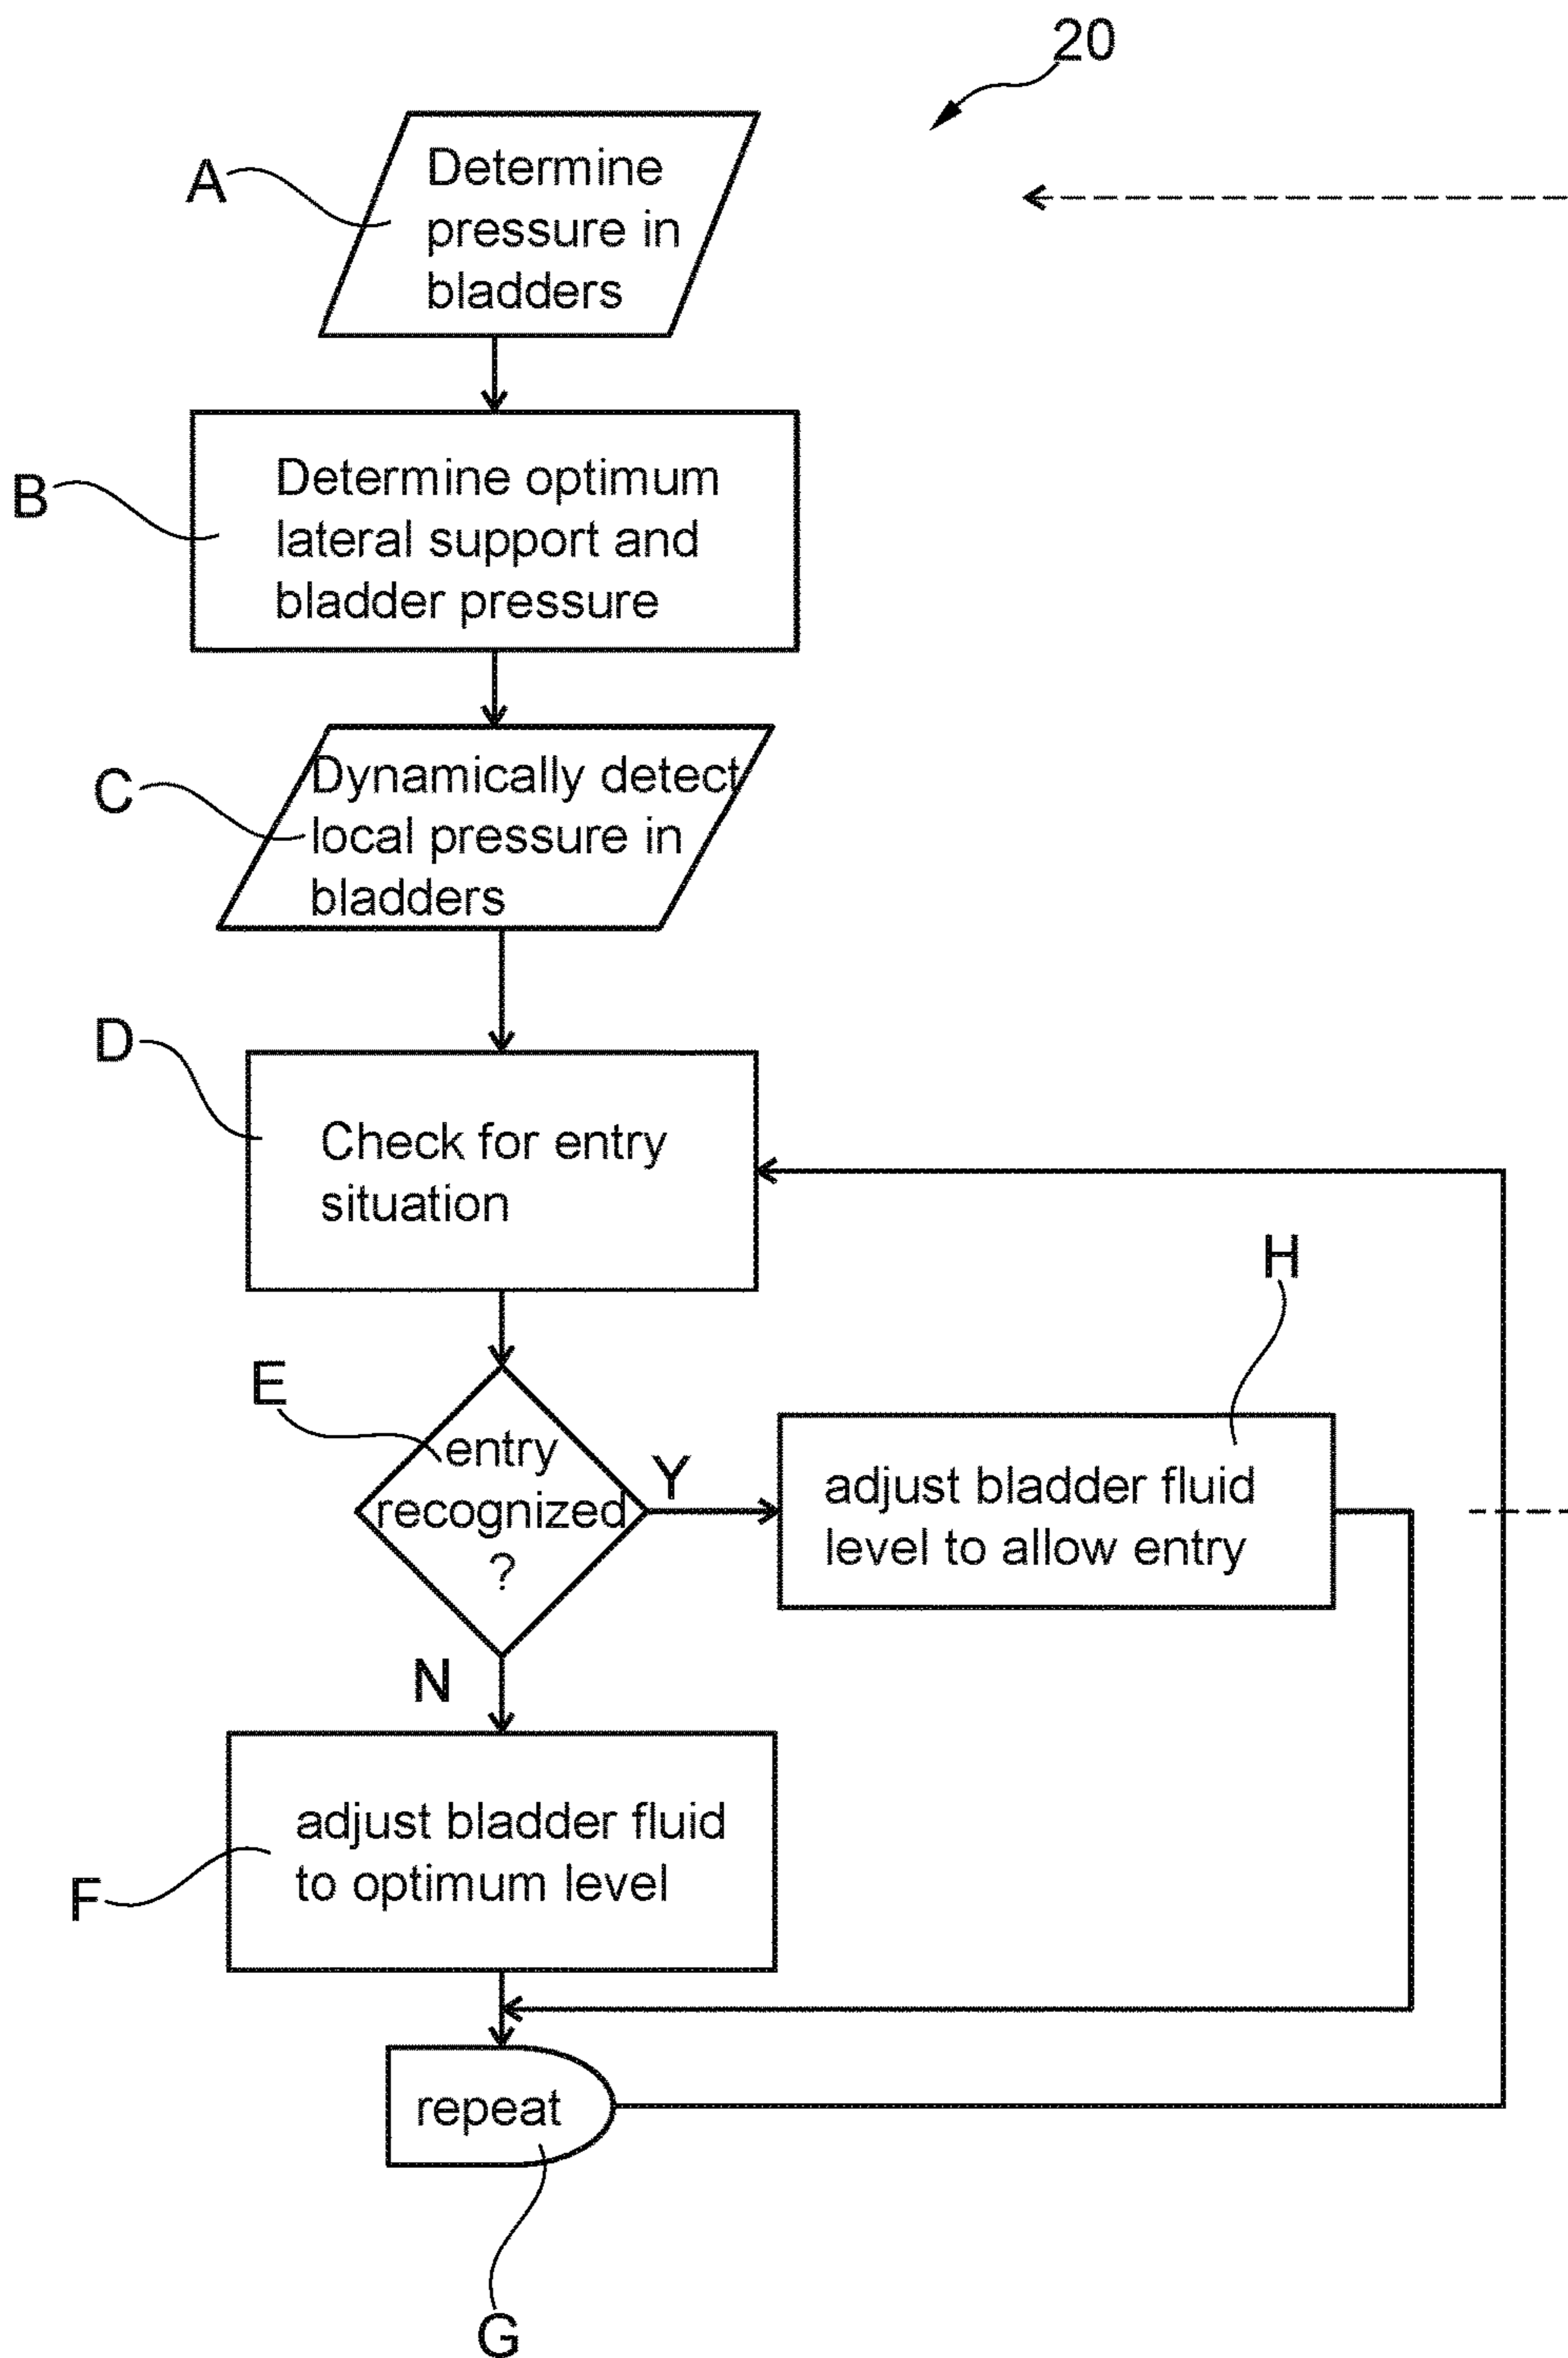 20
A
Determine
pressure in
bladders
B
Determine optimum
lateral support and
bladder pressure
C
Dynamically detect
local pressure in
bladders
D
Check for entry
situation
H
E
entry
recognized
?
Y
adjust bladder fluid
level to allow entry
N
F
adjust bladder fluid
to optimum level
repeat
G